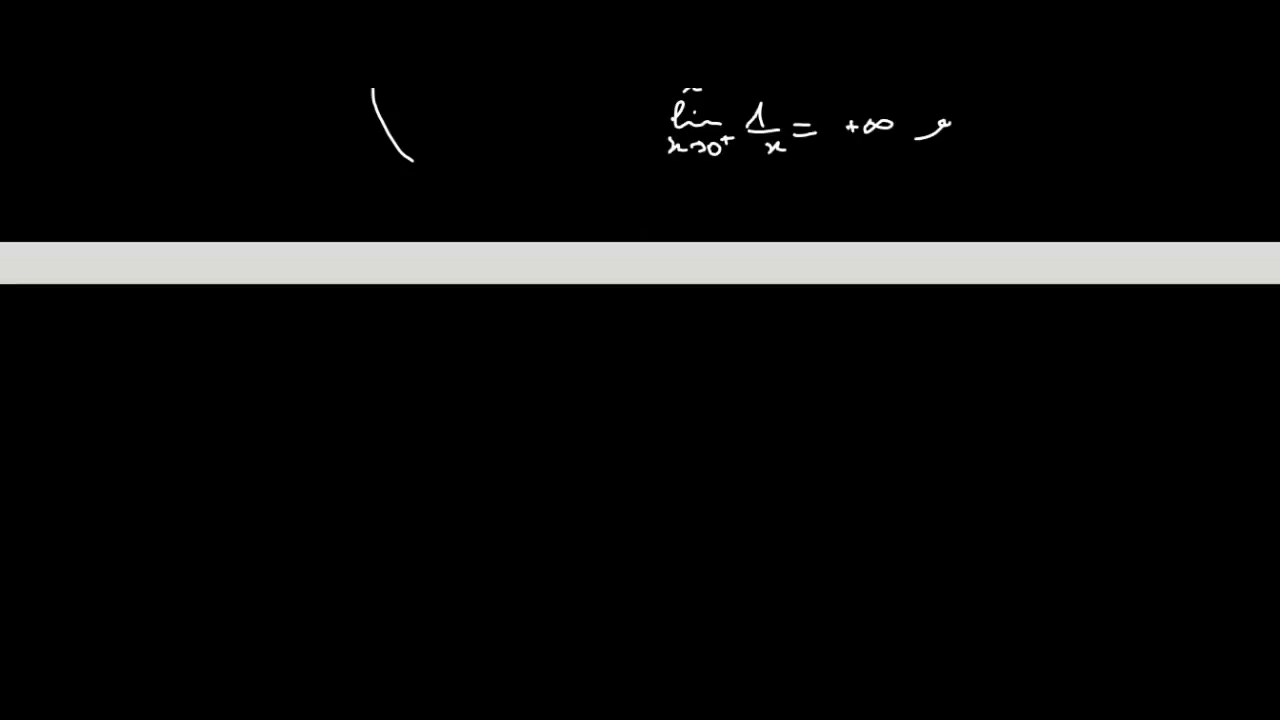 lim 1/x = +∞ و
x→0⁺